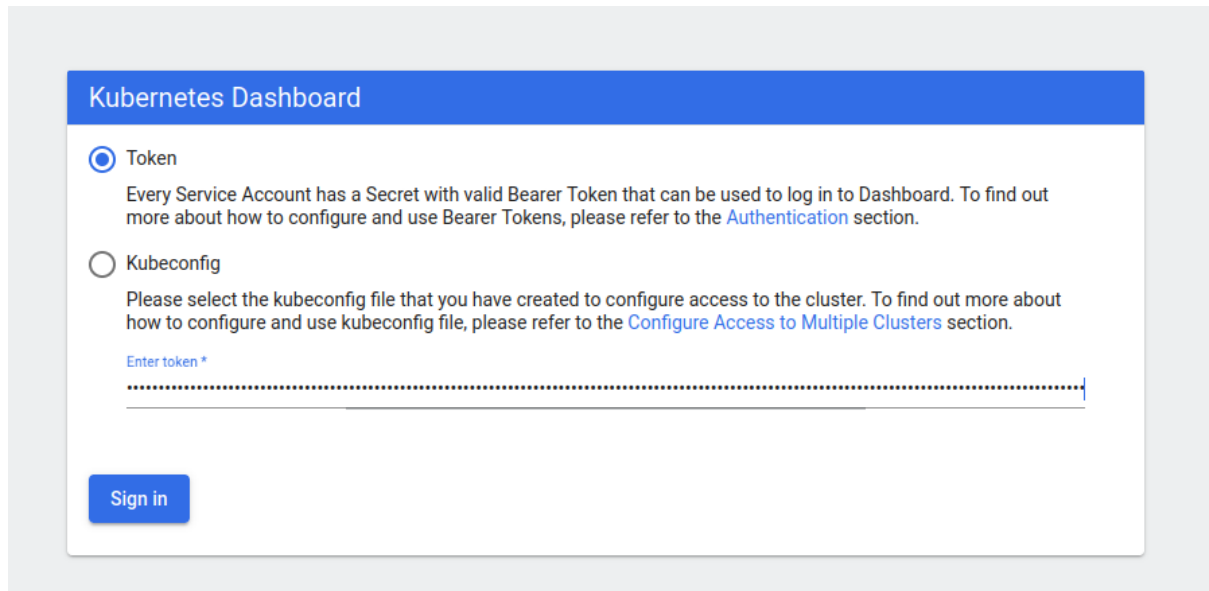 Kubernetes Dashboard
Token
Every Service Account has a Secret with valid Bearer Token that can be used to log in to Dashboard. To find out
more about how to configure and use Bearer Tokens, please refer to the Authentication section.
Kubeconfig
Please select the kubeconfig file that you have created to configure access to the cluster. To find out more about
how to configure and use kubeconfig file, please refer to the Configure Access to Multiple Clusters section.
Enter token *
Sign in